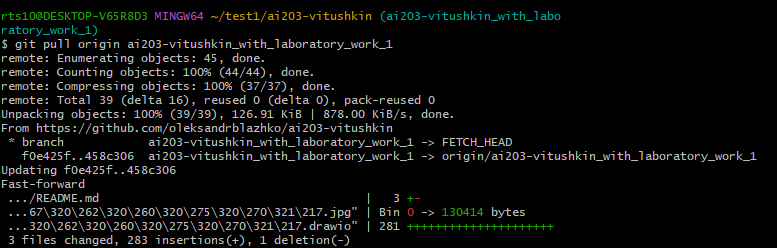 rts10@DESKTOP-V65R8D3 MINGW64 ~/test1/ai203-vitushkin (ai203-vitushkin_with_labo
ratory_work_1)
$ git pull origin ai203-vitushkin_with_laboratory_work_1
remote: Enumerating objects: 45, done.
remote: Counting objects: 100% (44/44), done.
remote: Compressing objects: 100% (37/37), done.
remote: Total 39 (delta 16), reused 0 (delta 0), pack-reused 0
Unpacking objects: 100% (39/39), 126.91 KiB | 878.00 KiB/s, done.
From https://github.com/oleksandrblazhko/ai203-vitushkin
 * branch            ai203-vitushkin_with_laboratory_work_1 -> FETCH_HEAD
   f0e425f..458c306  ai203-vitushkin_with_laboratory_work_1 -> origin/ai203-vitushkin_with_laboratory_work_1
Updating f0e425f..458c306
Fast-forward
 .../README.md                                      |   3 +-
 ...67\320\262\320\260\320\275\320\270\321\217.jpg" | Bin 0 -> 130414 bytes
 ...320\262\320\260\320\275\320\270\321\217.drawio" | 281 +++++++++++++++++++++
 3 files changed, 283 insertions(+), 1 deletion(-)